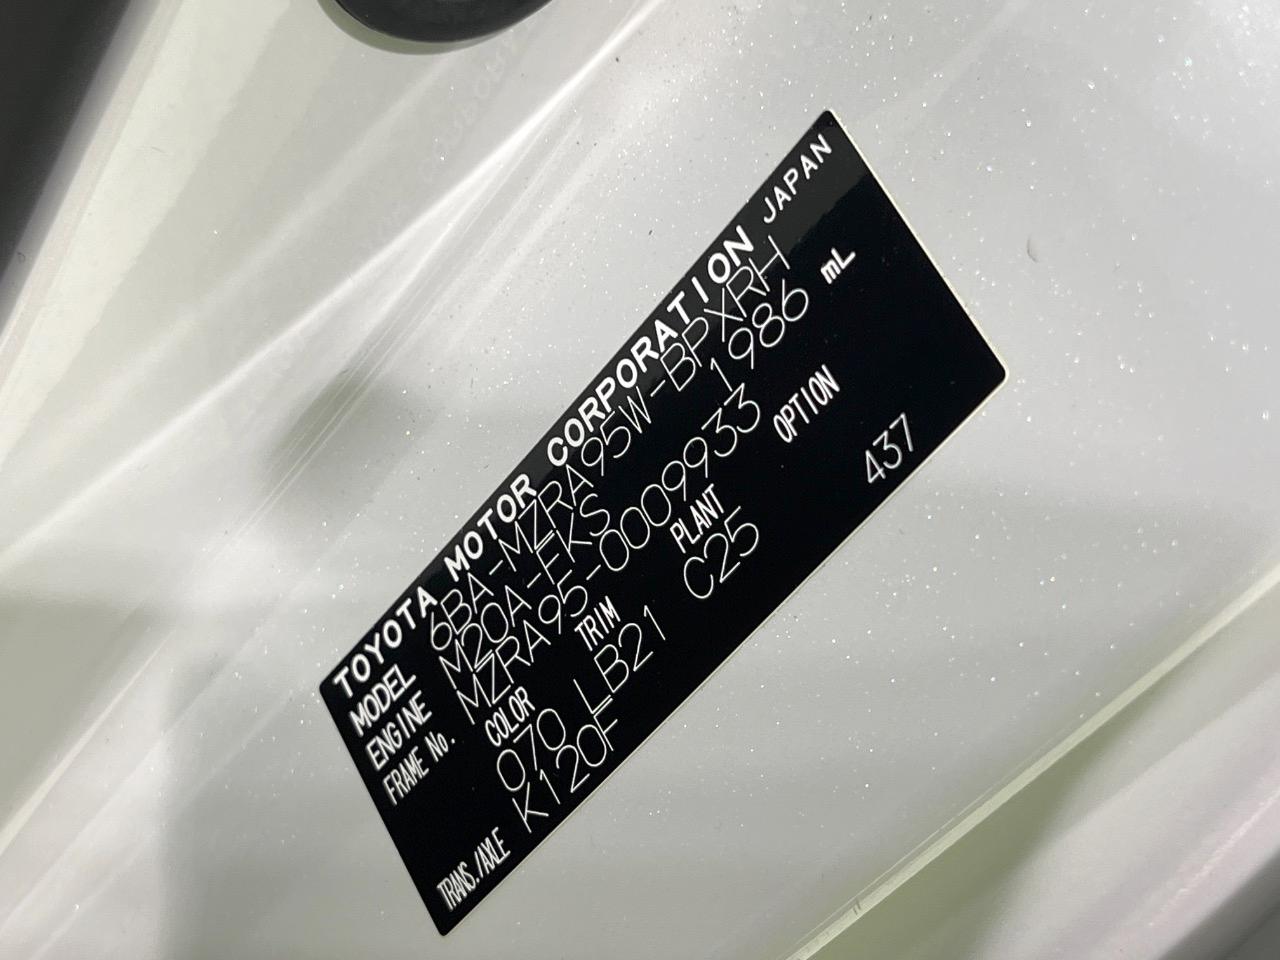 TOYOTA MOTOR CORPORATION JAPAN
MODEL 6BA-MZRA95W-BPXRH
ENGINE M20A-FKS 1986 mL
FRAME No. MZRA95-0009933
COLOR TRIM PLANT OPTION
070 LB21 C25 437
TRANS./AXLE K120F